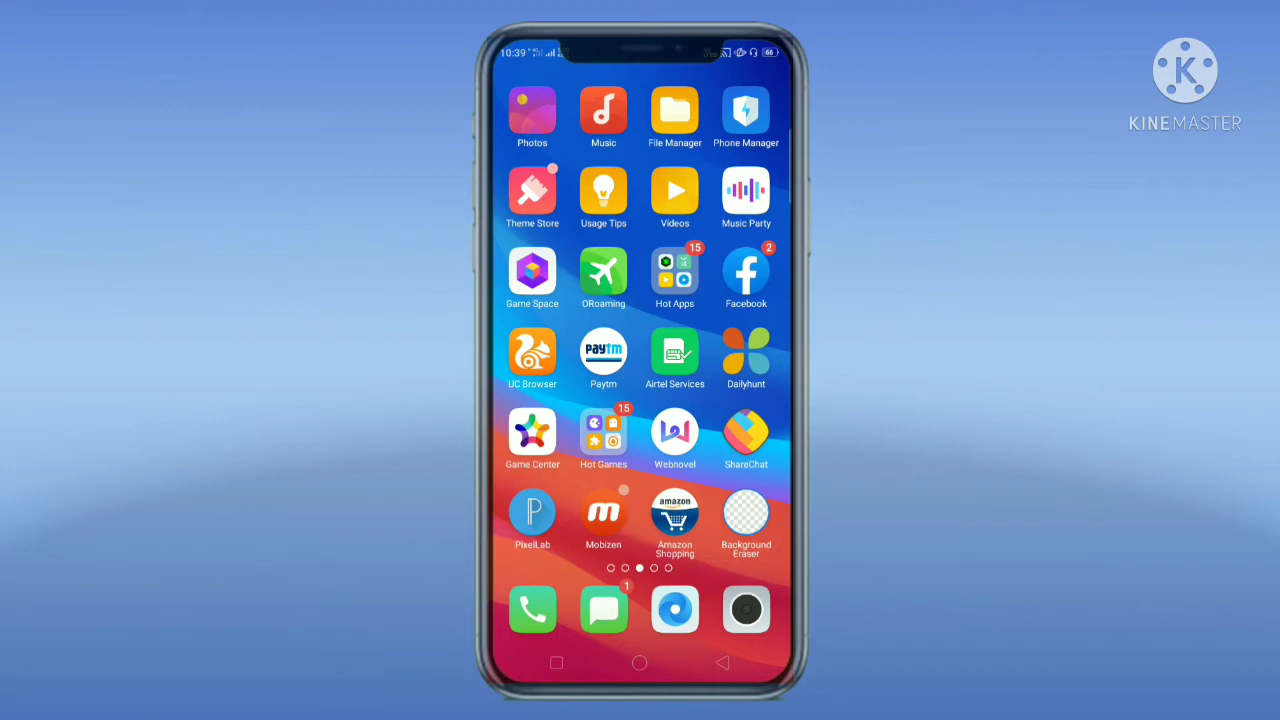 10:39
66
KINEMASTER
Photos
Music
File Manager
Phone Manager
Theme Store
Usage Tips
Videos
Music Party
15
2
Game Space
ORoaming
Hot Apps
Facebook
paytm
UC Browser
Paytm
Airtel Services
Dailyhunt
15
Game Center
Hot Games
Webnovel
ShareChat
P
m
amazon
PixelLab
Mobizen
Amazon
Shopping
Background
Eraser
1